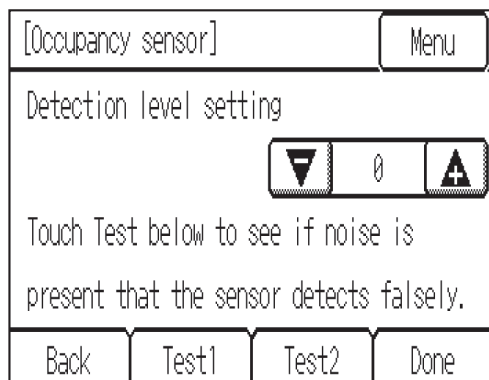 [Occupancy sensor] Menu
Detection level setting
− 0 +
Touch Test below to see if noise is
present that the sensor detects falsely.
Back Test1 Test2 Done